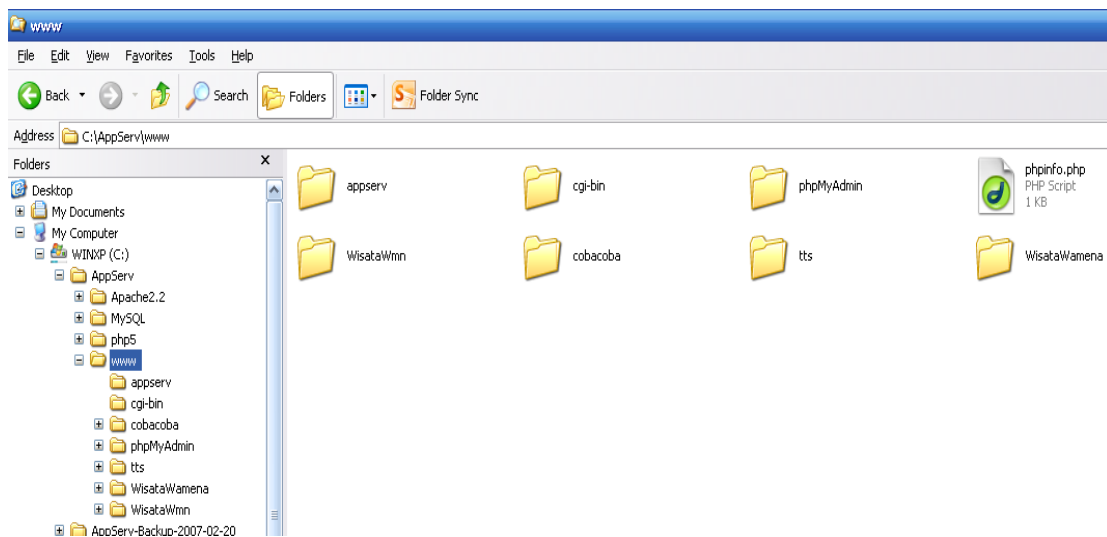 www
File Edit View Favorites Tools Help
Back Search Folders Folder Sync
Address C:\AppServ\www
Folders X
Desktop
My Documents
My Computer
WINXP (C:)
AppServ
Apache2.2
MySQL
php5
www
appserv
cgi-bin
cobacoba
phpMyAdmin
tts
WisataWamena
WisataWmn
AppServ-Backup-2007-02-20
appserv
cgi-bin
phpMyAdmin
phpinfo.php
PHP Script
1 KB
WisataWmn
cobacoba
tts
WisataWamena